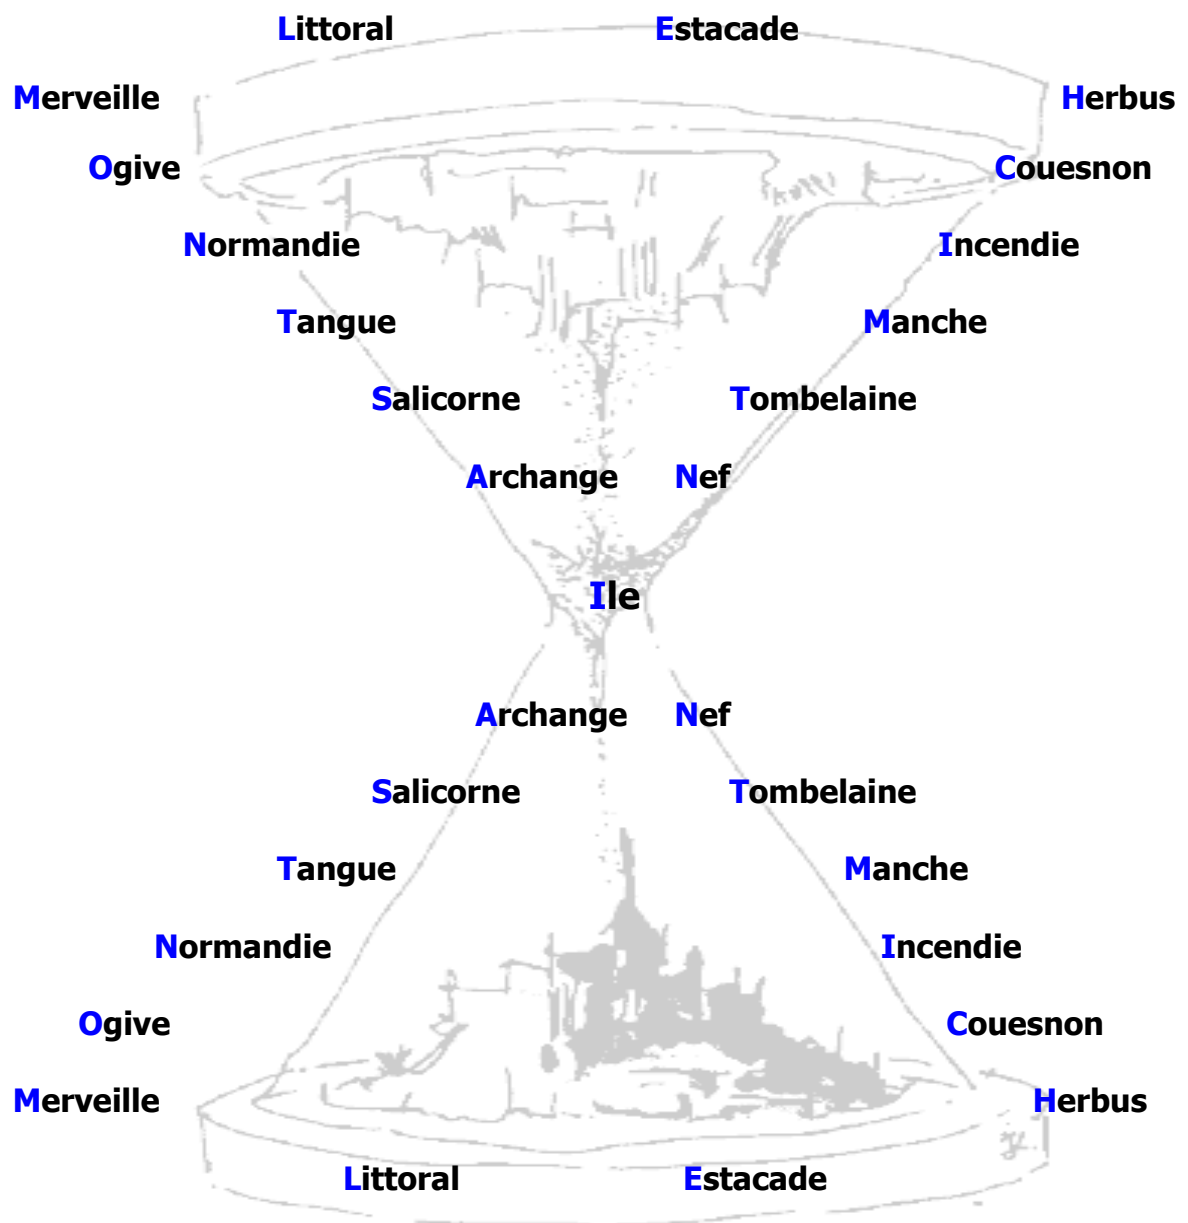 Littoral Estacade
Merveille Herbus
Ogive Couesnon
Normandie Incendie
Tangue Manche
Salicorne Tombelaine
Archange Nef
Ile
Archange Nef
Salicorne Tombelaine
Tangue Manche
Normandie Incendie
Ogive Couesnon
Merveille Herbus
Littoral Estacade